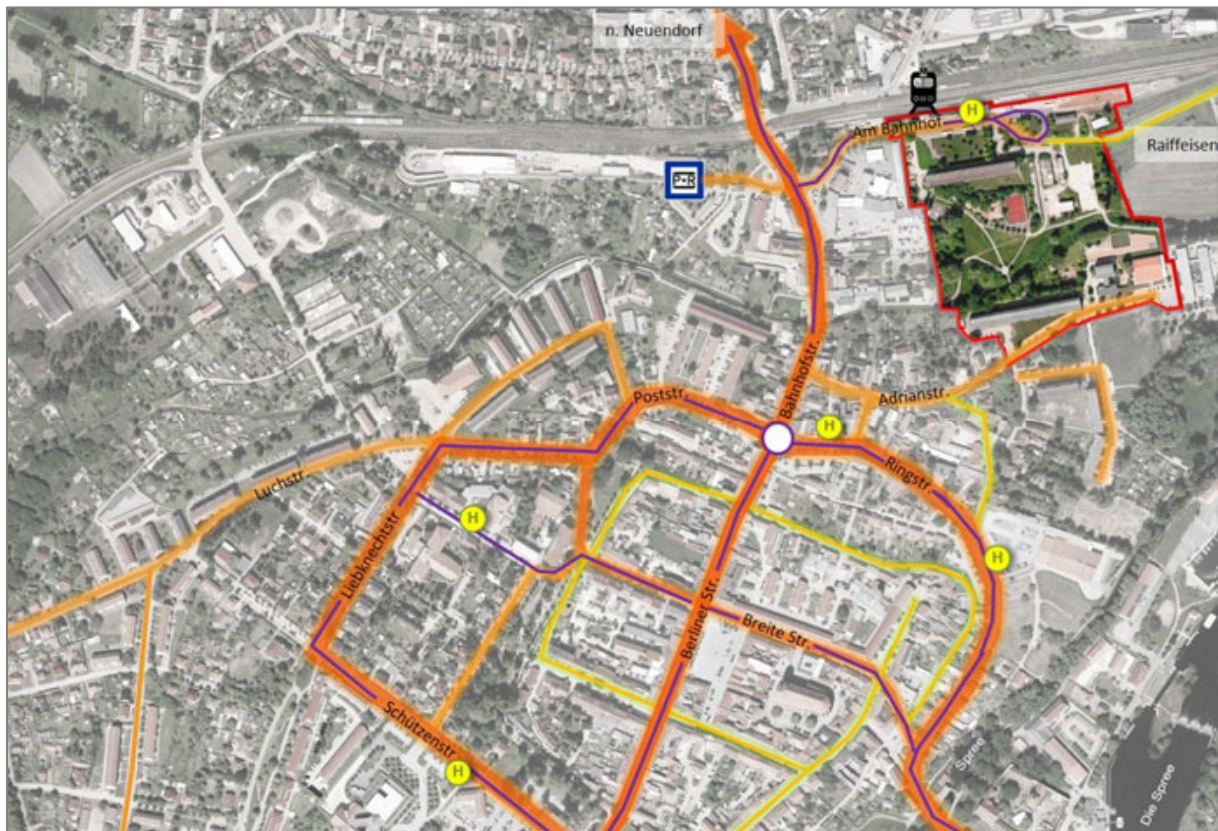 n. Neuendorf
H
Am Bahnhof
Raiffeisen
P+R
Bahnhofstr.
Poststr.
Adrianstr.
H
Ringstr.
Luchstr.
H
Liebknechtstr
H
Berliner Str.
Breite Str.
Schützenstr.
H
Spree
Die Spree